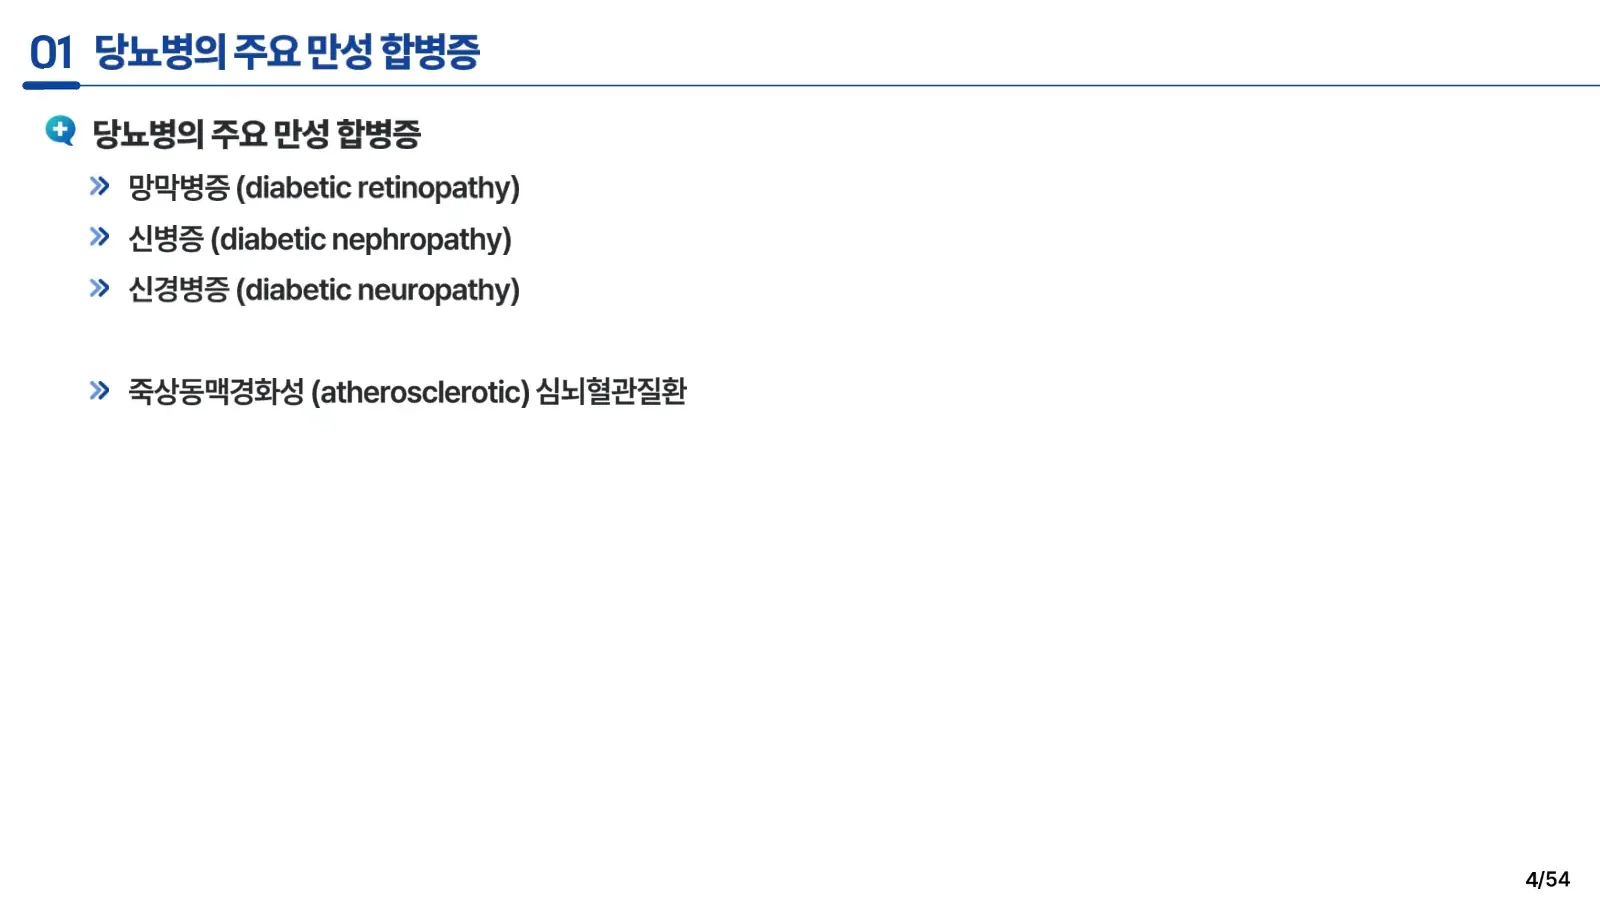 01 당뇨병의 주요 만성 합병증
당뇨병의 주요 만성 합병증
망막병증 (diabetic retinopathy)
신병증 (diabetic nephropathy)
신경병증 (diabetic neuropathy)
죽상동맥경화성 (atherosclerotic) 심뇌혈관질환
4/54